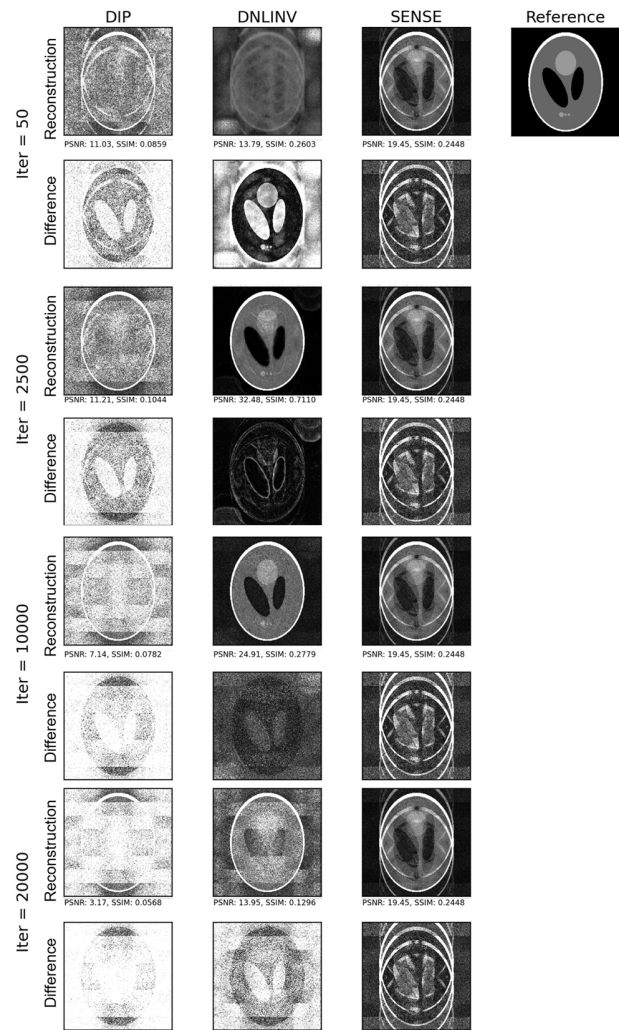 DIP DNLINV SENSE Reference
Iter = 50
Reconstruction
PSNR: 11.03, SSIM: 0.0859 PSNR: 13.79, SSIM: 0.2603 PSNR: 19.45, SSIM: 0.2448
Difference
Iter = 2500
Reconstruction
PSNR: 11.21, SSIM: 0.1044 PSNR: 32.48, SSIM: 0.7110 PSNR: 19.45, SSIM: 0.2448
Difference
Iter = 10000
Reconstruction
PSNR: 7.14, SSIM: 0.0782 PSNR: 24.91, SSIM: 0.2779 PSNR: 19.45, SSIM: 0.2448
Difference
Iter = 20000
Reconstruction
PSNR: 3.17, SSIM: 0.0568 PSNR: 13.95, SSIM: 0.1296 PSNR: 19.45, SSIM: 0.2448
Difference